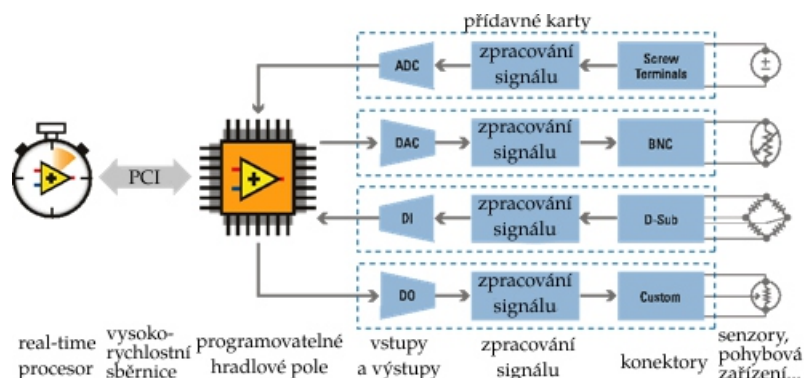 přídavné karty
ADC
zpracování
signálu
Screw
Terminals
±
DAC
zpracování
signálu
BNC
PCI
DI
zpracování
signálu
D-Sub
DO
zpracování
signálu
Custom
real-time
procesor
vysoko-
rychlostní
sběrnice
programovatelné
hradlové pole
vstupy
a výstupy
zpracování
signálu
konektory
senzory,
pohybová
zařízení...